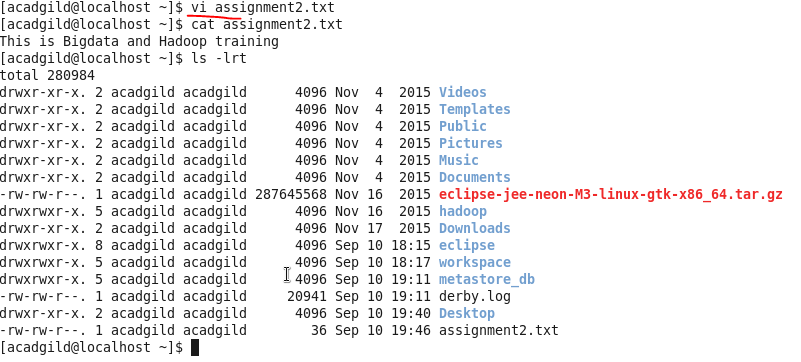 [acadgild@localhost ~]$ vi assignment2.txt
[acadgild@localhost ~]$ cat assignment2.txt
This is Bigdata and Hadoop training
[acadgild@localhost ~]$ ls -lrt
total 280984
drwxr-xr-x. 2 acadgild acadgild      4096 Nov  4  2015 Videos
drwxr-xr-x. 2 acadgild acadgild      4096 Nov  4  2015 Templates
drwxr-xr-x. 2 acadgild acadgild      4096 Nov  4  2015 Public
drwxr-xr-x. 2 acadgild acadgild      4096 Nov  4  2015 Pictures
drwxr-xr-x. 2 acadgild acadgild      4096 Nov  4  2015 Music
drwxr-xr-x. 2 acadgild acadgild      4096 Nov  4  2015 Documents
-rw-rw-r--. 1 acadgild acadgild 287645568 Nov 16  2015 eclipse-jee-neon-M3-linux-gtk-x86_64.tar.gz
drwxrwxr-x. 5 acadgild acadgild      4096 Nov 16  2015 hadoop
drwxr-xr-x. 2 acadgild acadgild      4096 Nov 17  2015 Downloads
drwxrwxr-x. 8 acadgild acadgild      4096 Sep 10 18:15 eclipse
drwxrwxr-x. 5 acadgild acadgild      4096 Sep 10 18:17 workspace
drwxrwxr-x. 5 acadgild acadgild      4096 Sep 10 19:11 metastore_db
-rw-rw-r--. 1 acadgild acadgild     20941 Sep 10 19:11 derby.log
drwxr-xr-x. 2 acadgild acadgild      4096 Sep 10 19:40 Desktop
-rw-rw-r--. 1 acadgild acadgild        36 Sep 10 19:46 assignment2.txt
[acadgild@localhost ~]$